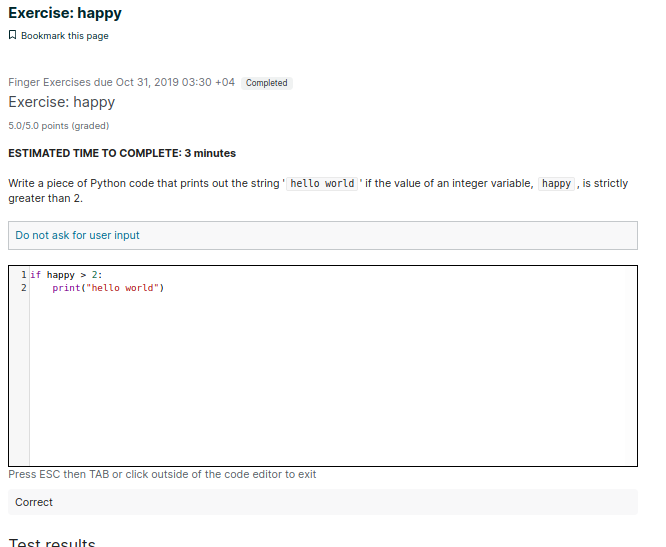 Exercise: happy
Bookmark this page
Finger Exercises due Oct 31, 2019 03:30 +04 Completed
Exercise: happy
5.0/5.0 points (graded)
ESTIMATED TIME TO COMPLETE: 3 minutes
Write a piece of Python code that prints out the string 'hello world' if the value of an integer variable, happy, is strictly
greater than 2.
Do not ask for user input
1 if happy > 2:
2     print("hello world")
Press ESC then TAB or click outside of the code editor to exit
Correct
Test results